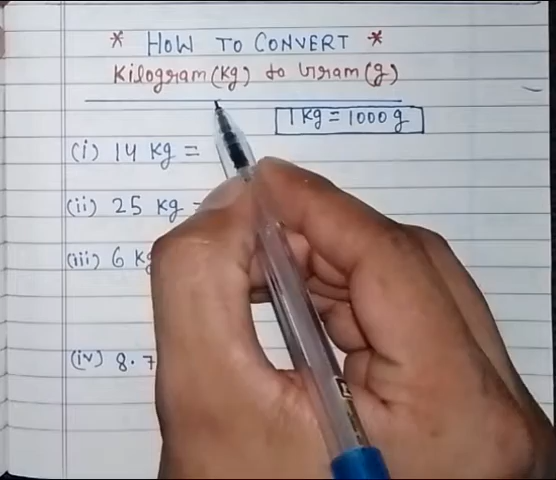 * HOW TO CONVERT *
Kilogram (kg) to Gram (g)
1 kg = 1000 g
(i) 14 kg =
(ii) 25 kg =
(iii) 6 kg
(iv) 8.7